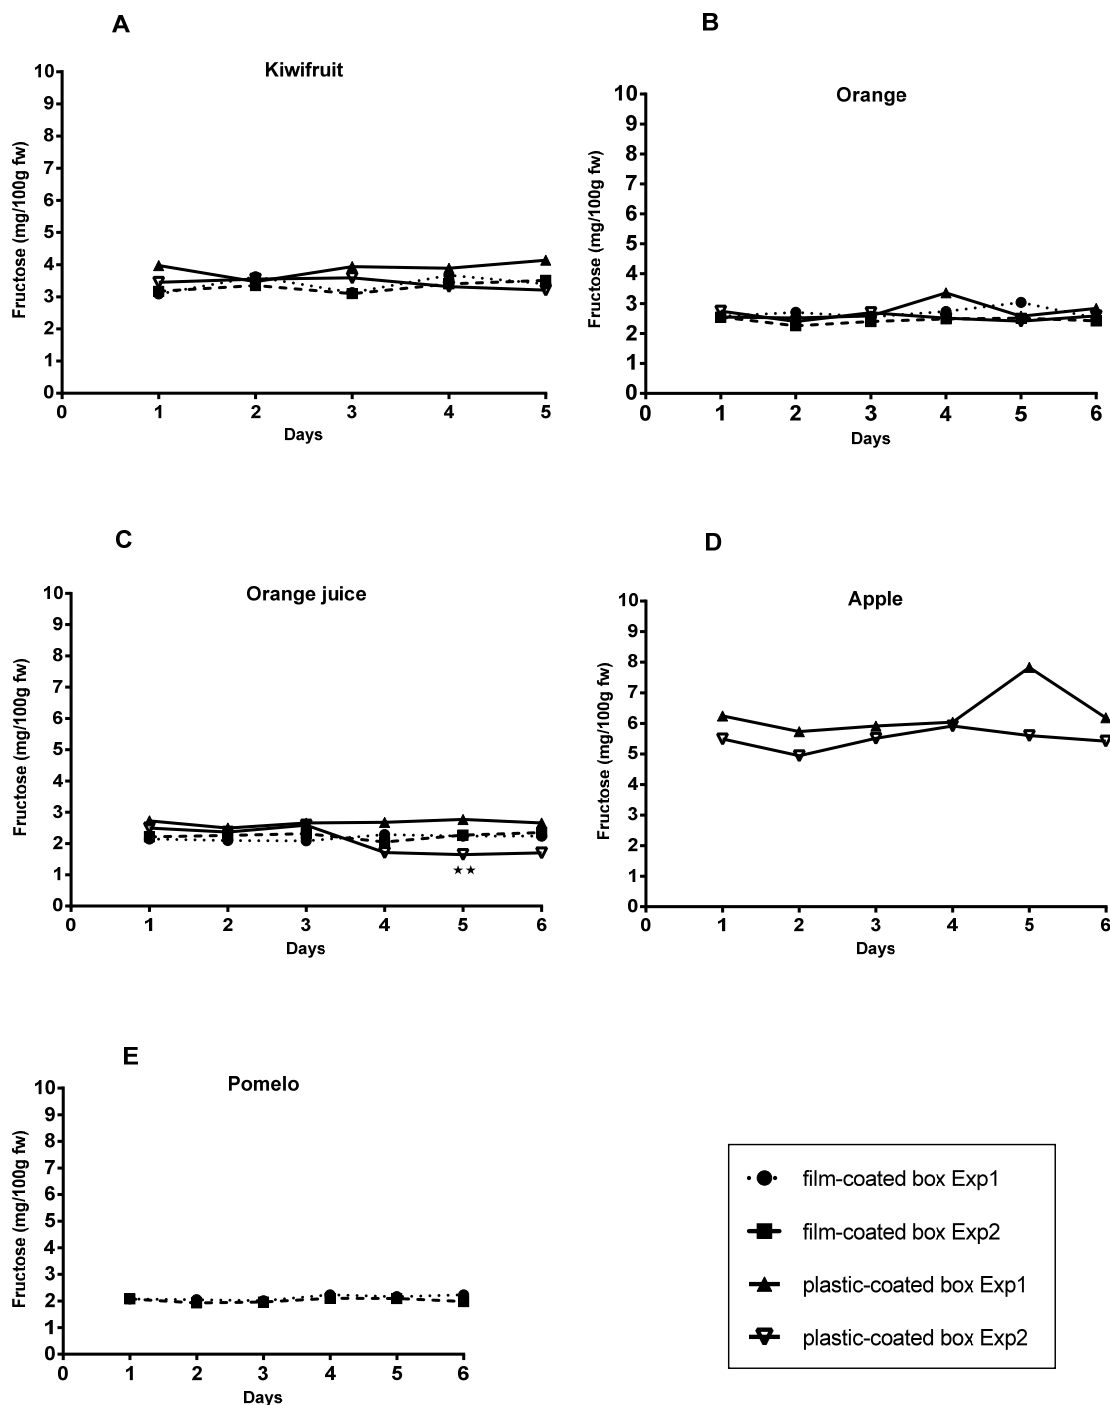 A
Kiwifruit
Fructose (mg/100g fw)
10
9
8
7
6
5
4
3
2
1
0
0 1 2 3 4 5
Days
B
Orange
Fructose (mg/100g fw)
10
9
8
7
6
5
4
3
2
1
0
0 1 2 3 4 5 6
Days
C
Orange juice
Fructose (mg/100g fw)
10
9
8
7
6
5
4
3
2
1
0
★★
0 1 2 3 4 5 6
Days
D
Apple
Fructose (mg/100g fw)
10
9
8
7
6
5
4
3
2
1
0
0 1 2 3 4 5 6
Days
E
Pomelo
Fructose (mg/100g fw)
10
9
8
7
6
5
4
3
2
1
0
0 1 2 3 4 5 6
Days
film-coated box Exp1
film-coated box Exp2
plastic-coated box Exp1
plastic-coated box Exp2